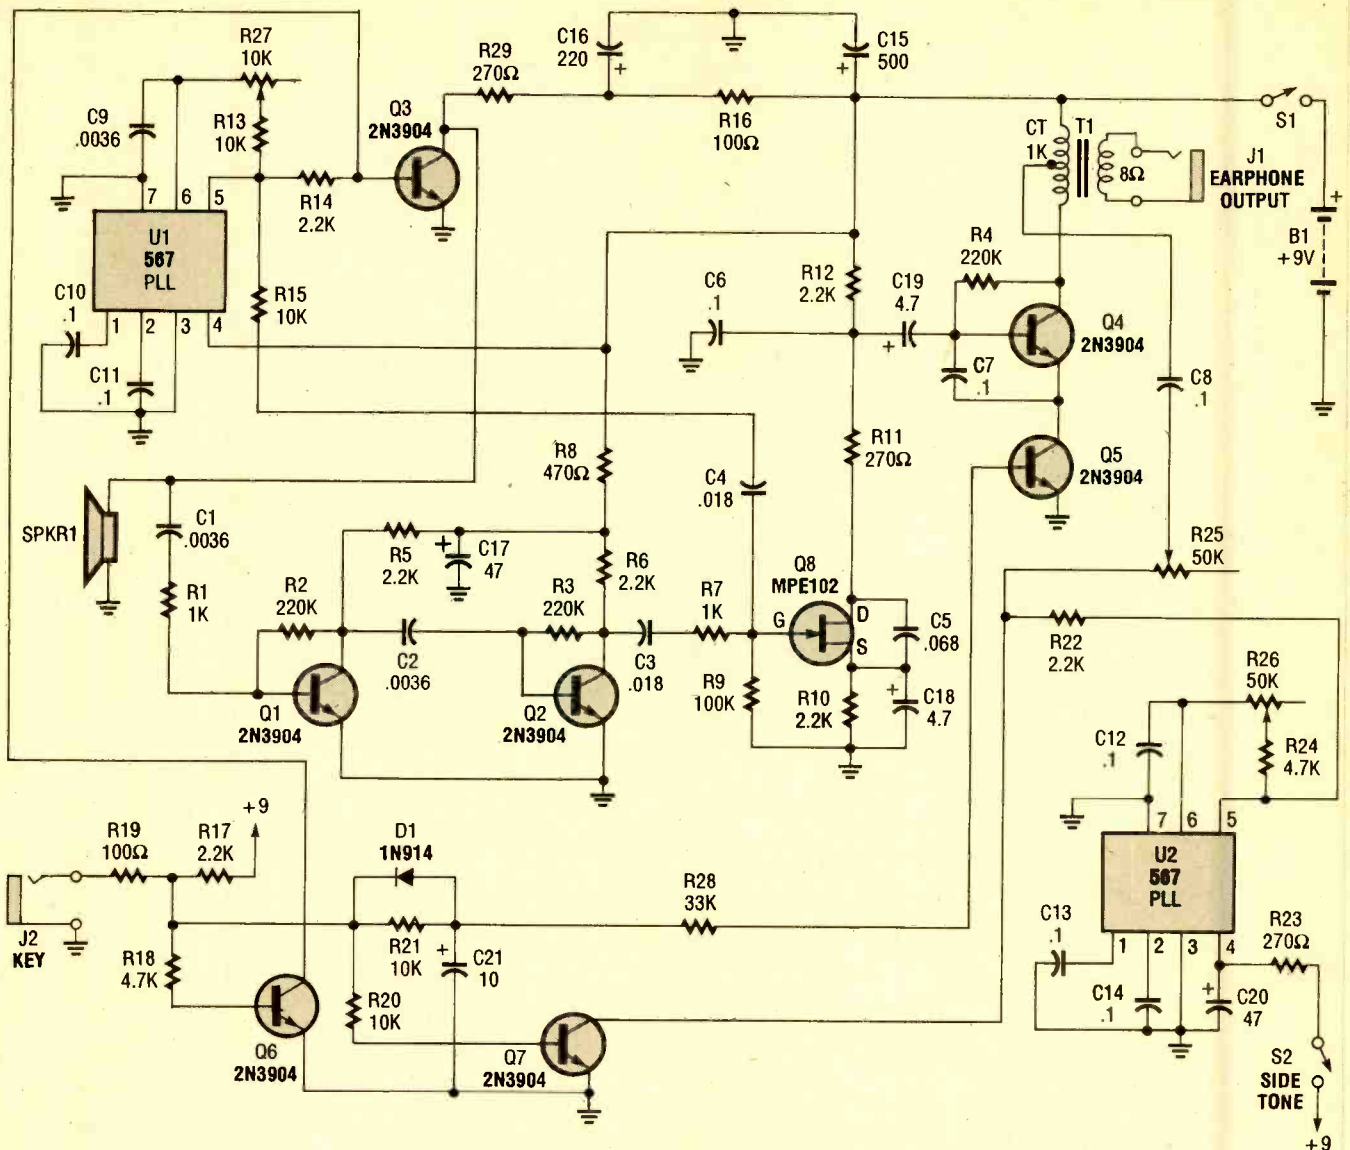 R27
10K
C9
.0036
R13
10K
Q3
2N3904
R29
270Ω
C16
220
+
C15
500
+
R16
100Ω
S1
CT
1K
T1
8Ω
J1
EARPHONE
OUTPUT
+
B1
+9V
7
6
5
R14
2.2K
U1
567
PLL
C10
.1
1
2
3
4
C11
.1
R15
10K
C6
.1
R12
2.2K
C19
4.7
+
R4
220K
Q4
2N3904
C7
.1
C8
.1
R8
470Ω
C4
.018
R11
270Ω
Q5
2N3904
SPKR1
C1
.0036
R1
1K
R5
2.2K
+
C17
47
R6
2.2K
R2
220K
R3
220K
R7
1K
Q8
MPE102
G
D
S
C5
.068
R25
50K
R22
2.2K
C2
.0036
C3
.018
R9
100K
R10
2.2K
+
C18
4.7
Q1
2N3904
Q2
2N3904
R26
50K
C12
.1
R24
4.7K
+9
R19
100Ω
R17
2.2K
D1
1N914
7
6
5
U2
567
PLL
R28
33K
J2
KEY
R18
4.7K
R21
10K
+
C21
10
C13
.1
1
2
3
4
R23
270Ω
R20
10K
C14
.1
+
C20
47
Q6
2N3904
Q7
2N3904
S2
SIDE
TONE
+9